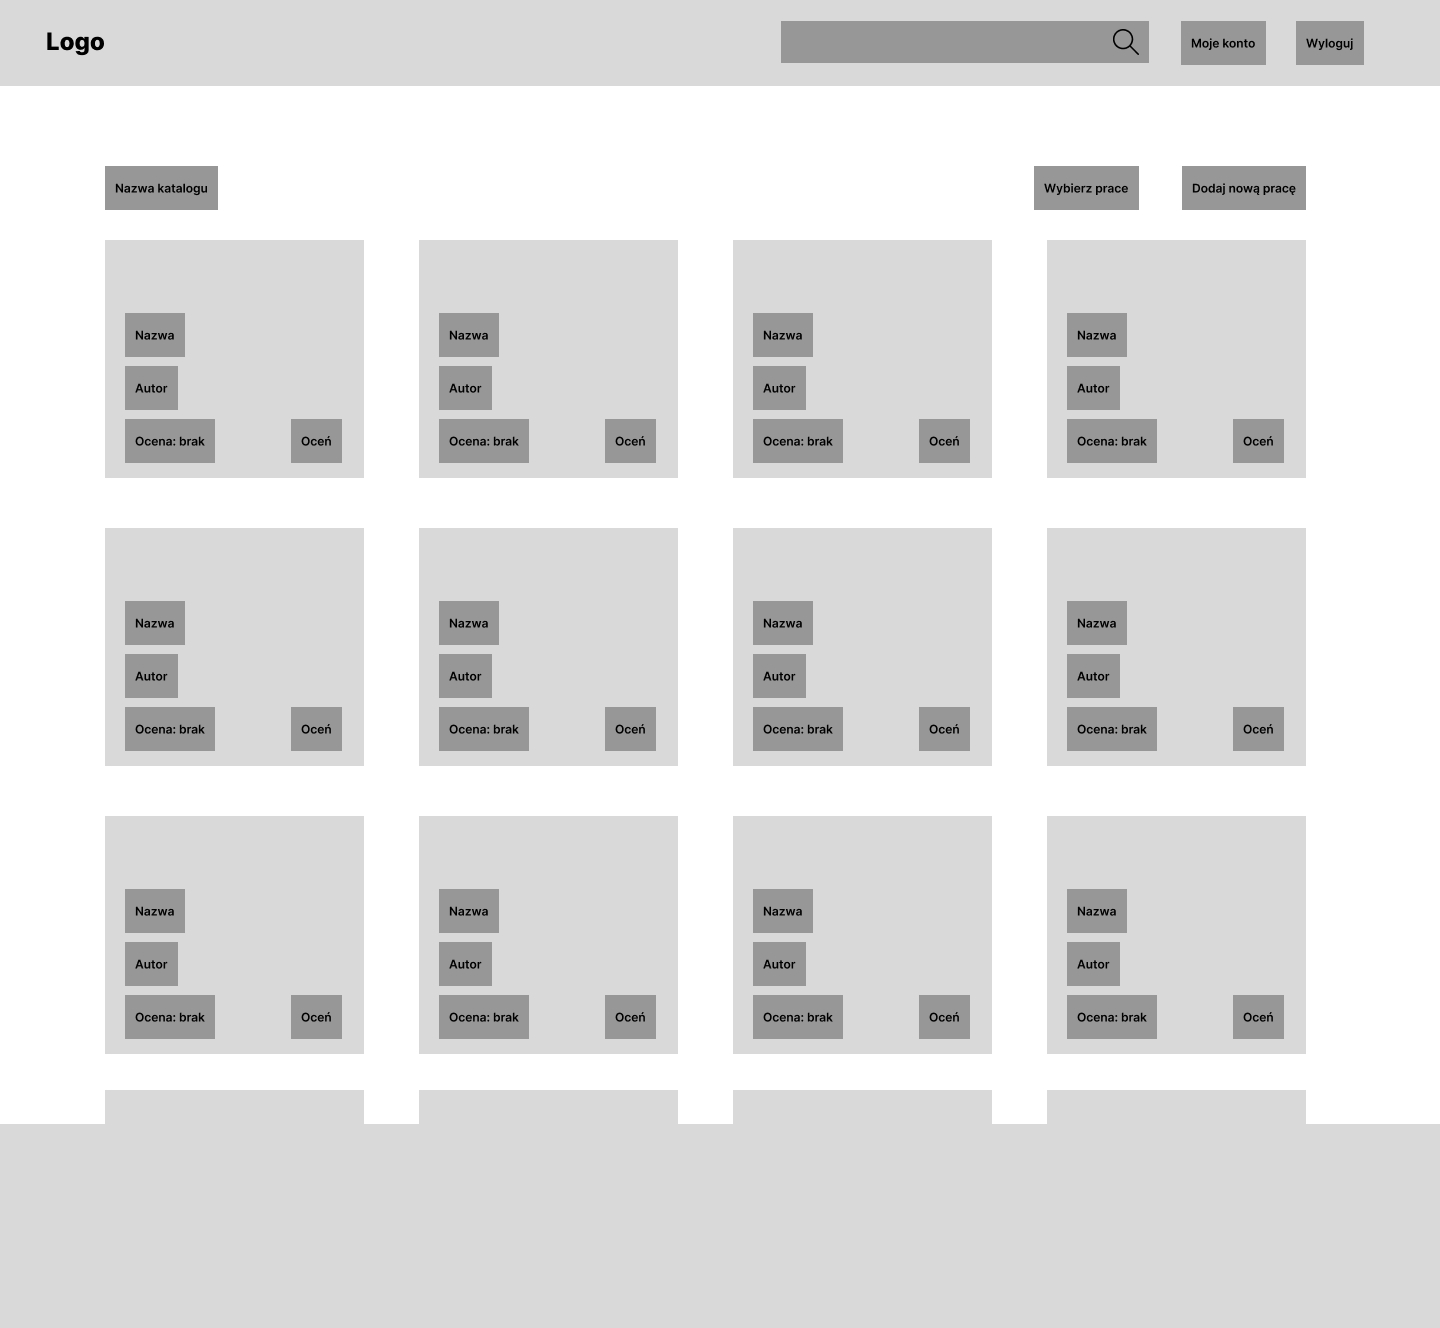 Logo
Moje konto
Wyloguj
Nazwa katalogu
Wybierz prace
Dodaj nową pracę
Nazwa
Nazwa
Nazwa
Nazwa
Autor
Autor
Autor
Autor
Ocena: brak
Oceń
Ocena: brak
Oceń
Ocena: brak
Oceń
Ocena: brak
Oceń
Nazwa
Nazwa
Nazwa
Nazwa
Autor
Autor
Autor
Autor
Ocena: brak
Oceń
Ocena: brak
Oceń
Ocena: brak
Oceń
Ocena: brak
Oceń
Nazwa
Nazwa
Nazwa
Nazwa
Autor
Autor
Autor
Autor
Ocena: brak
Oceń
Ocena: brak
Oceń
Ocena: brak
Oceń
Ocena: brak
Oceń